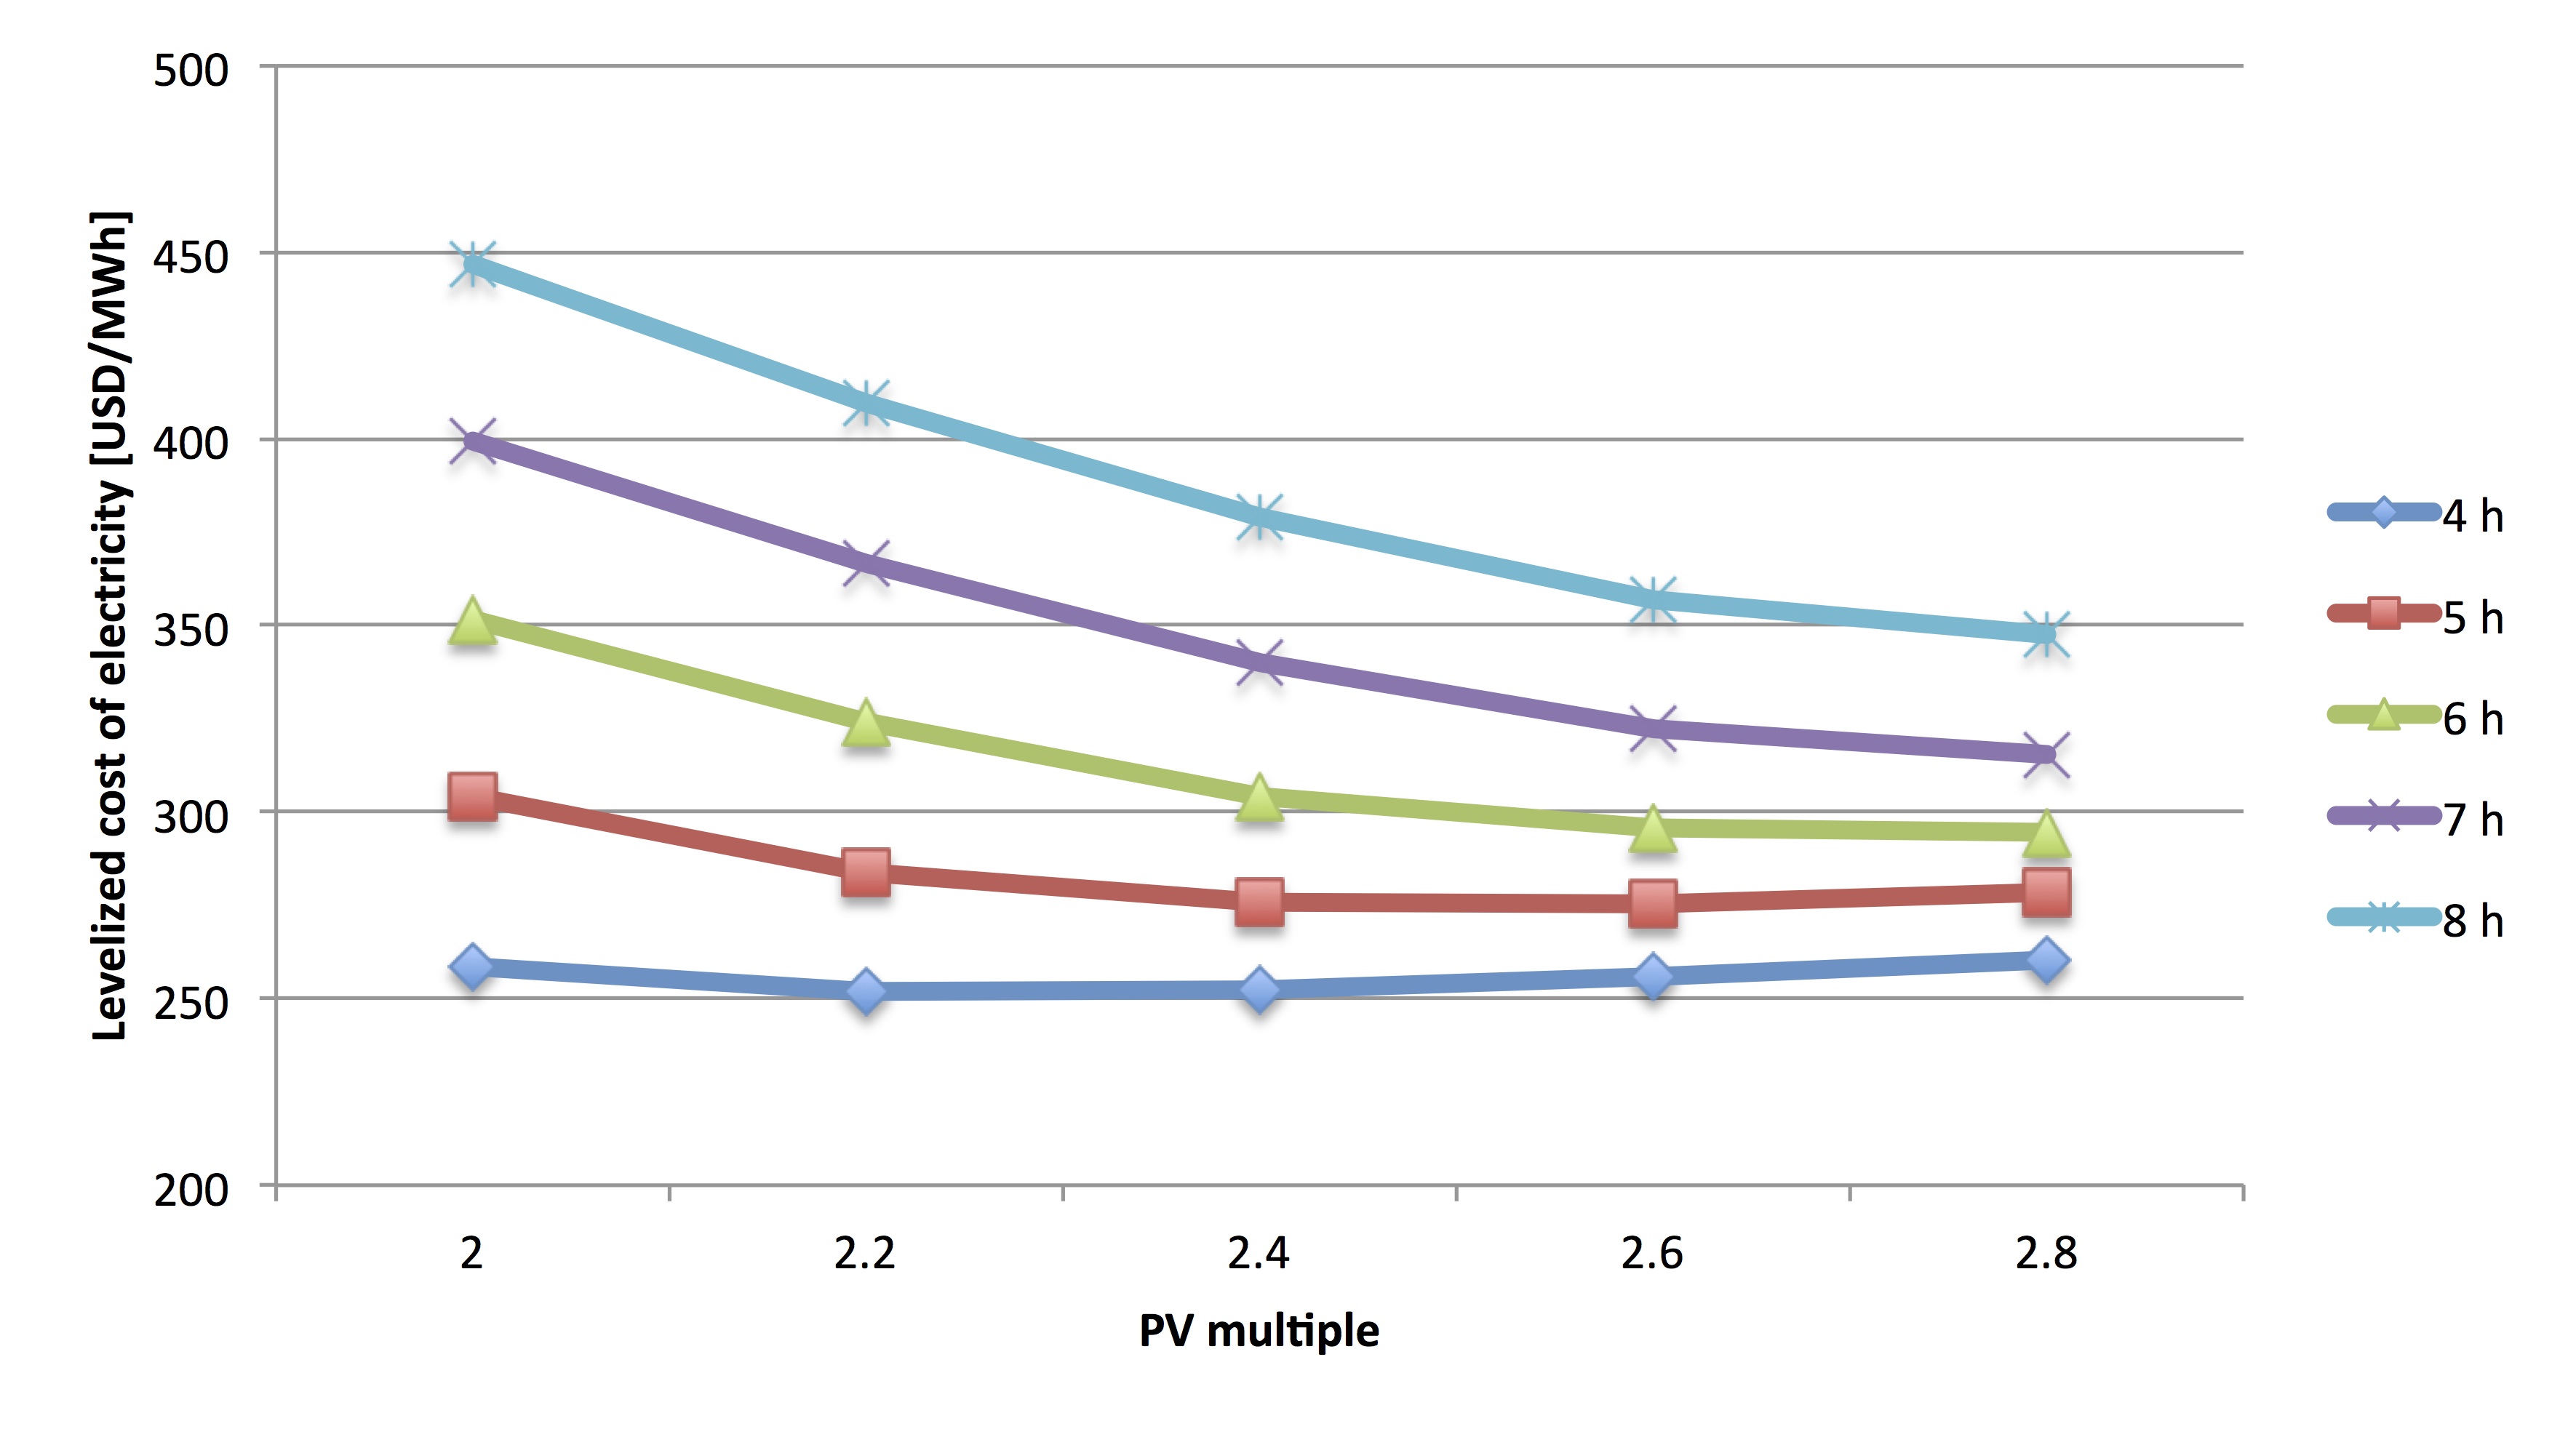 500
450
400
350
300
250
200
Levelized cost of electricity [USD/MWh]
2 2.2 2.4 2.6 2.8
PV multiple
4 h
5 h
6 h
7 h
8 h